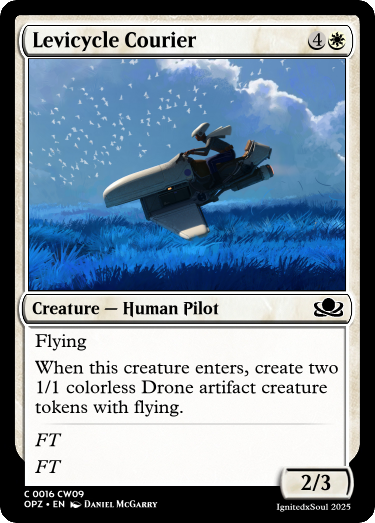 Levicycle Courier 4
Creature — Human Pilot
Flying
When this creature enters, create two
1/1 colorless Drone artifact creature
tokens with flying.
FT
FT
2/3
C 0016 CW09
OPZ • EN Daniel McGarry
IgnitedxSoul 2025